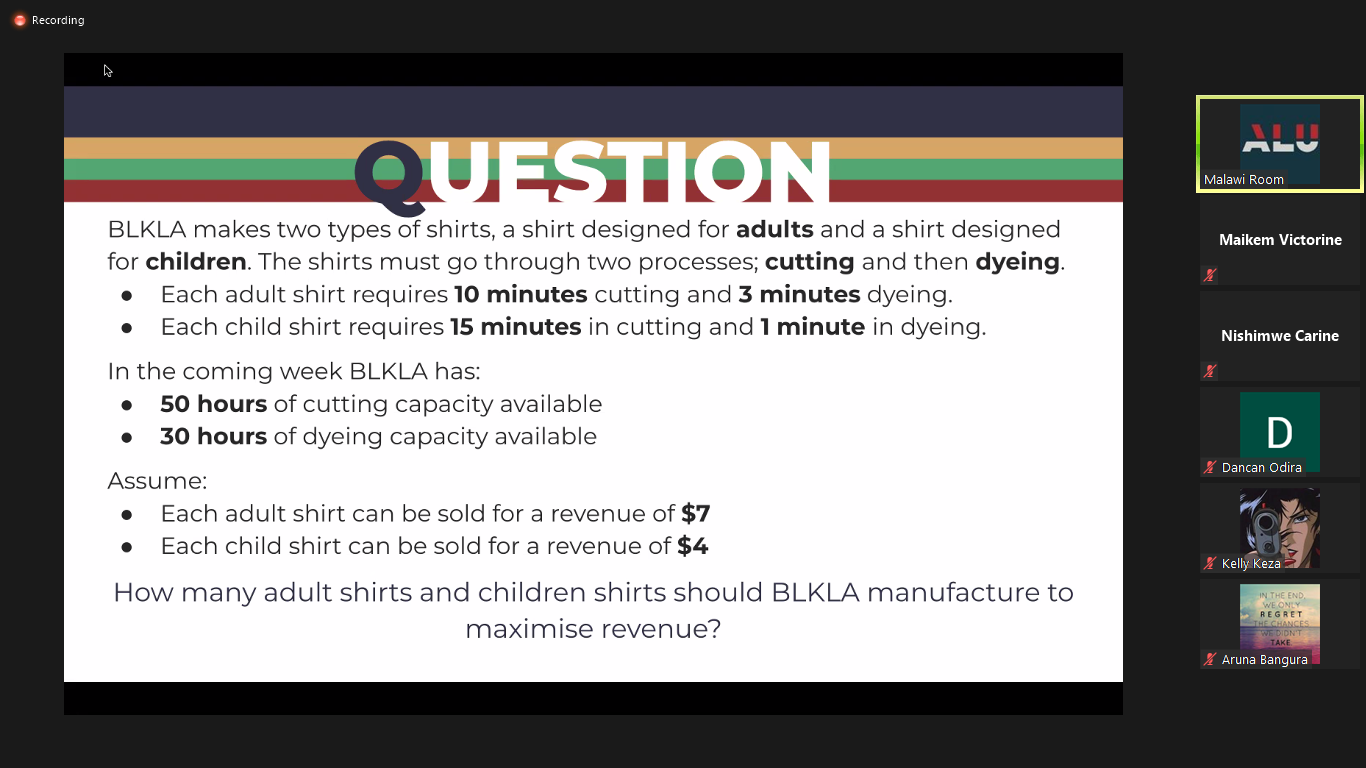 Recording
QUESTION
BLKLA makes two types of shirts, a shirt designed for adults and a shirt designed
for children. The shirts must go through two processes; cutting and then dyeing.
● Each adult shirt requires 10 minutes cutting and 3 minutes dyeing.
● Each child shirt requires 15 minutes in cutting and 1 minute in dyeing.
In the coming week BLKLA has:
● 50 hours of cutting capacity available
● 30 hours of dyeing capacity available
Assume:
● Each adult shirt can be sold for a revenue of $7
● Each child shirt can be sold for a revenue of $4
How many adult shirts and children shirts should BLKLA manufacture to
maximise revenue?
ALU
Malawi Room
Maikem Victorine
Nishimwe Carine
D
Dancan Odira
Kelly Keza
IN THE END,
WE ONLY
REGRET
THE CHANCES
WE DIDN'T
TAKE
Aruna Bangura